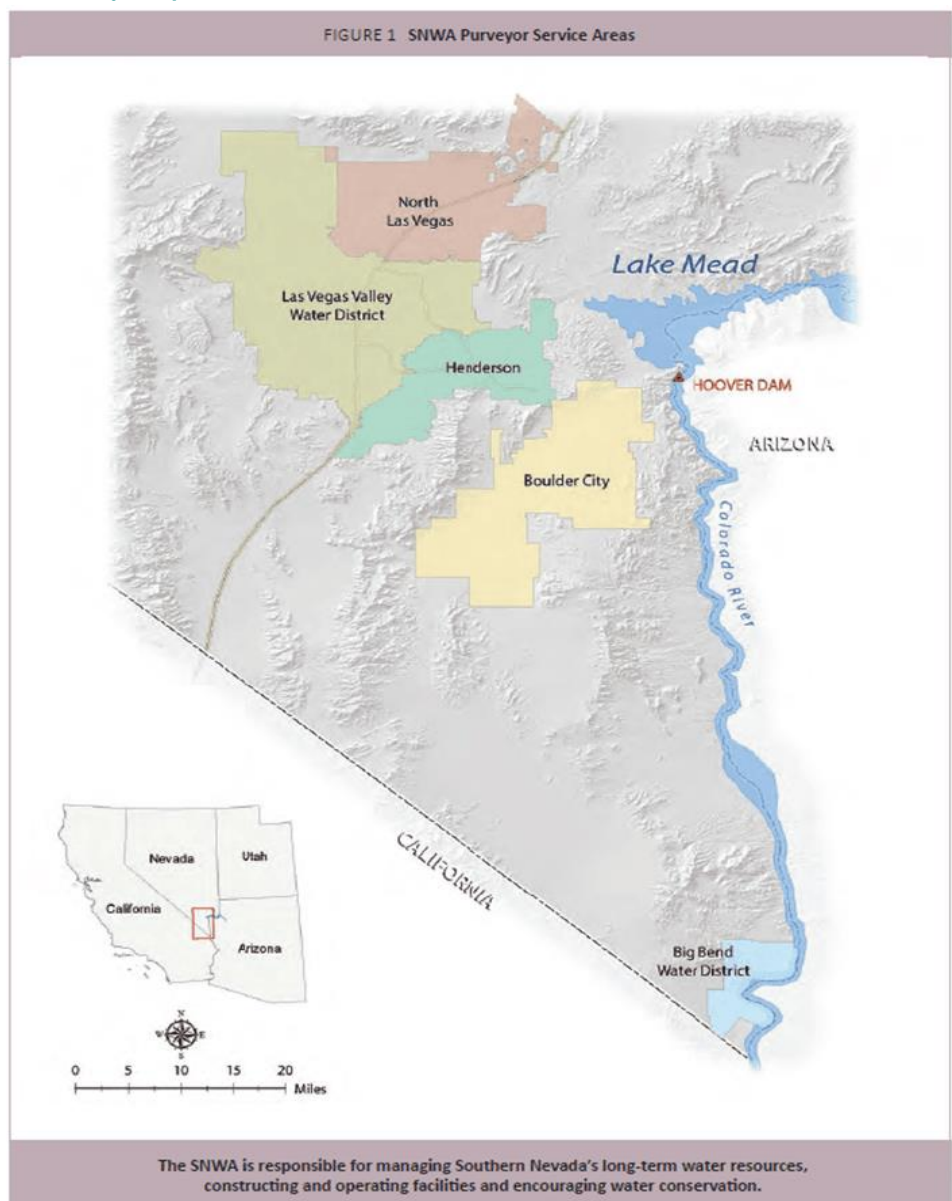 FIGURE 1 SNWA Purveyor Service Areas
North
Las Vegas
Lake Mead
Las Vegas Valley
Water District
Henderson
HOOVER DAM
ARIZONA
Boulder City
Colorado River
CALIFORNIA
Nevada
Utah
California
Arizona
Big Bend
Water District
N
W E
S
0 5 10 15 20
Miles
The SNWA is responsible for managing Southern Nevada's long-term water resources,
constructing and operating facilities and encouraging water conservation.